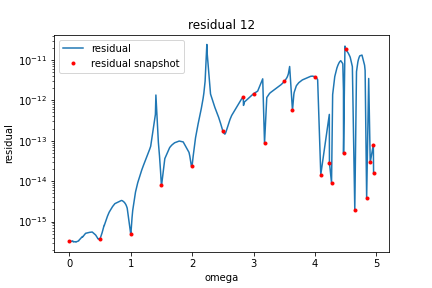 residual 12
residual
residual snapshot
10⁻¹¹
10⁻¹²
10⁻¹³
10⁻¹⁴
10⁻¹⁵
residual
0 1 2 3 4 5
omega